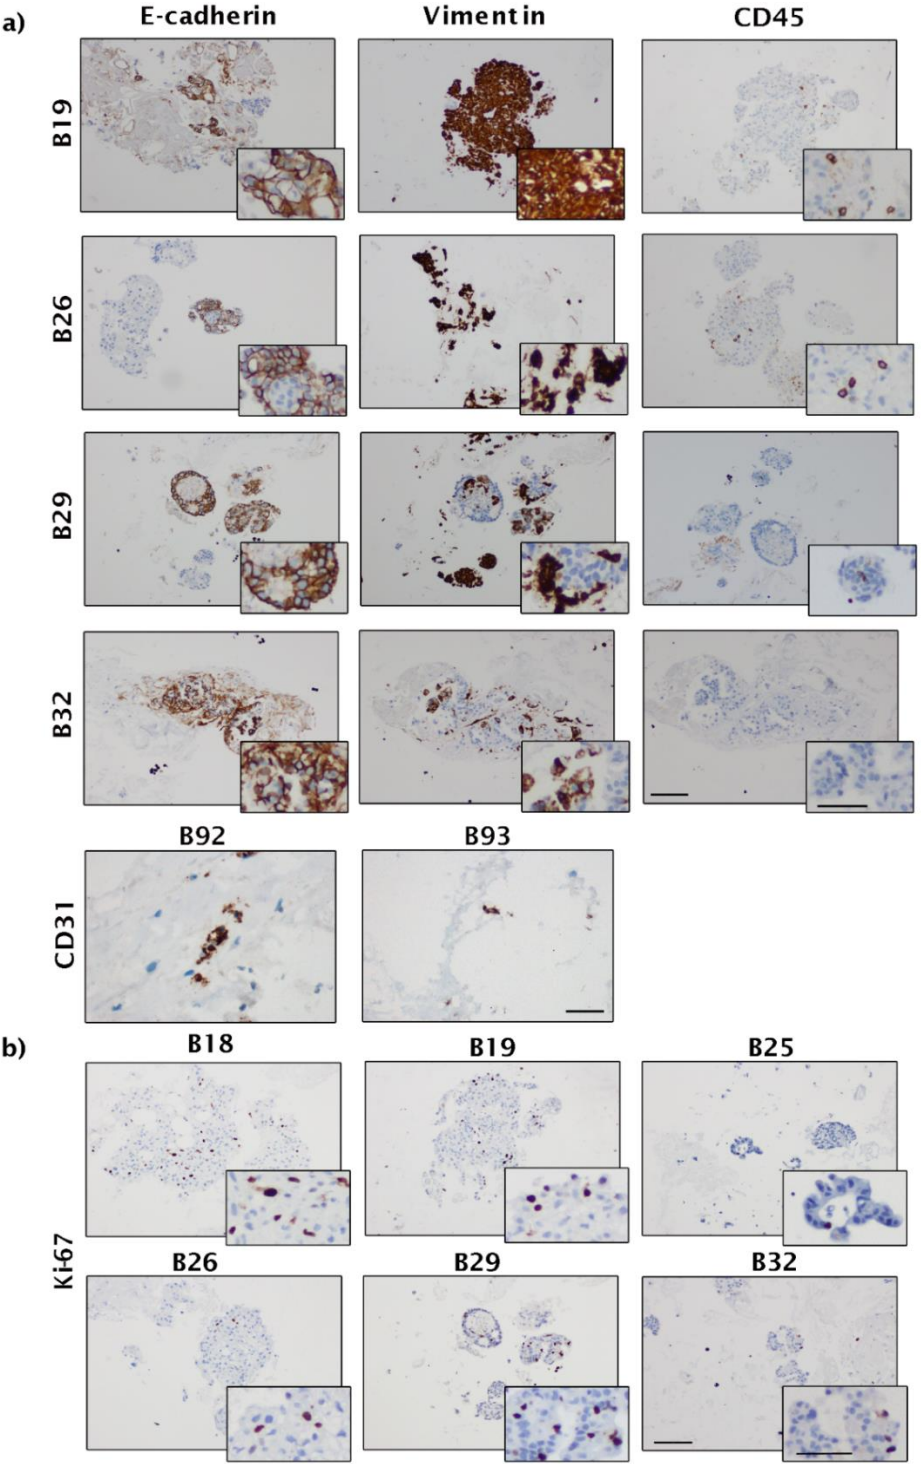 a)
E-cadherin Vimentin CD45
B19
B26
B29
B32
B92 B93
CD31
b)
B18 B19 B25
Ki-67
B26 B29 B32